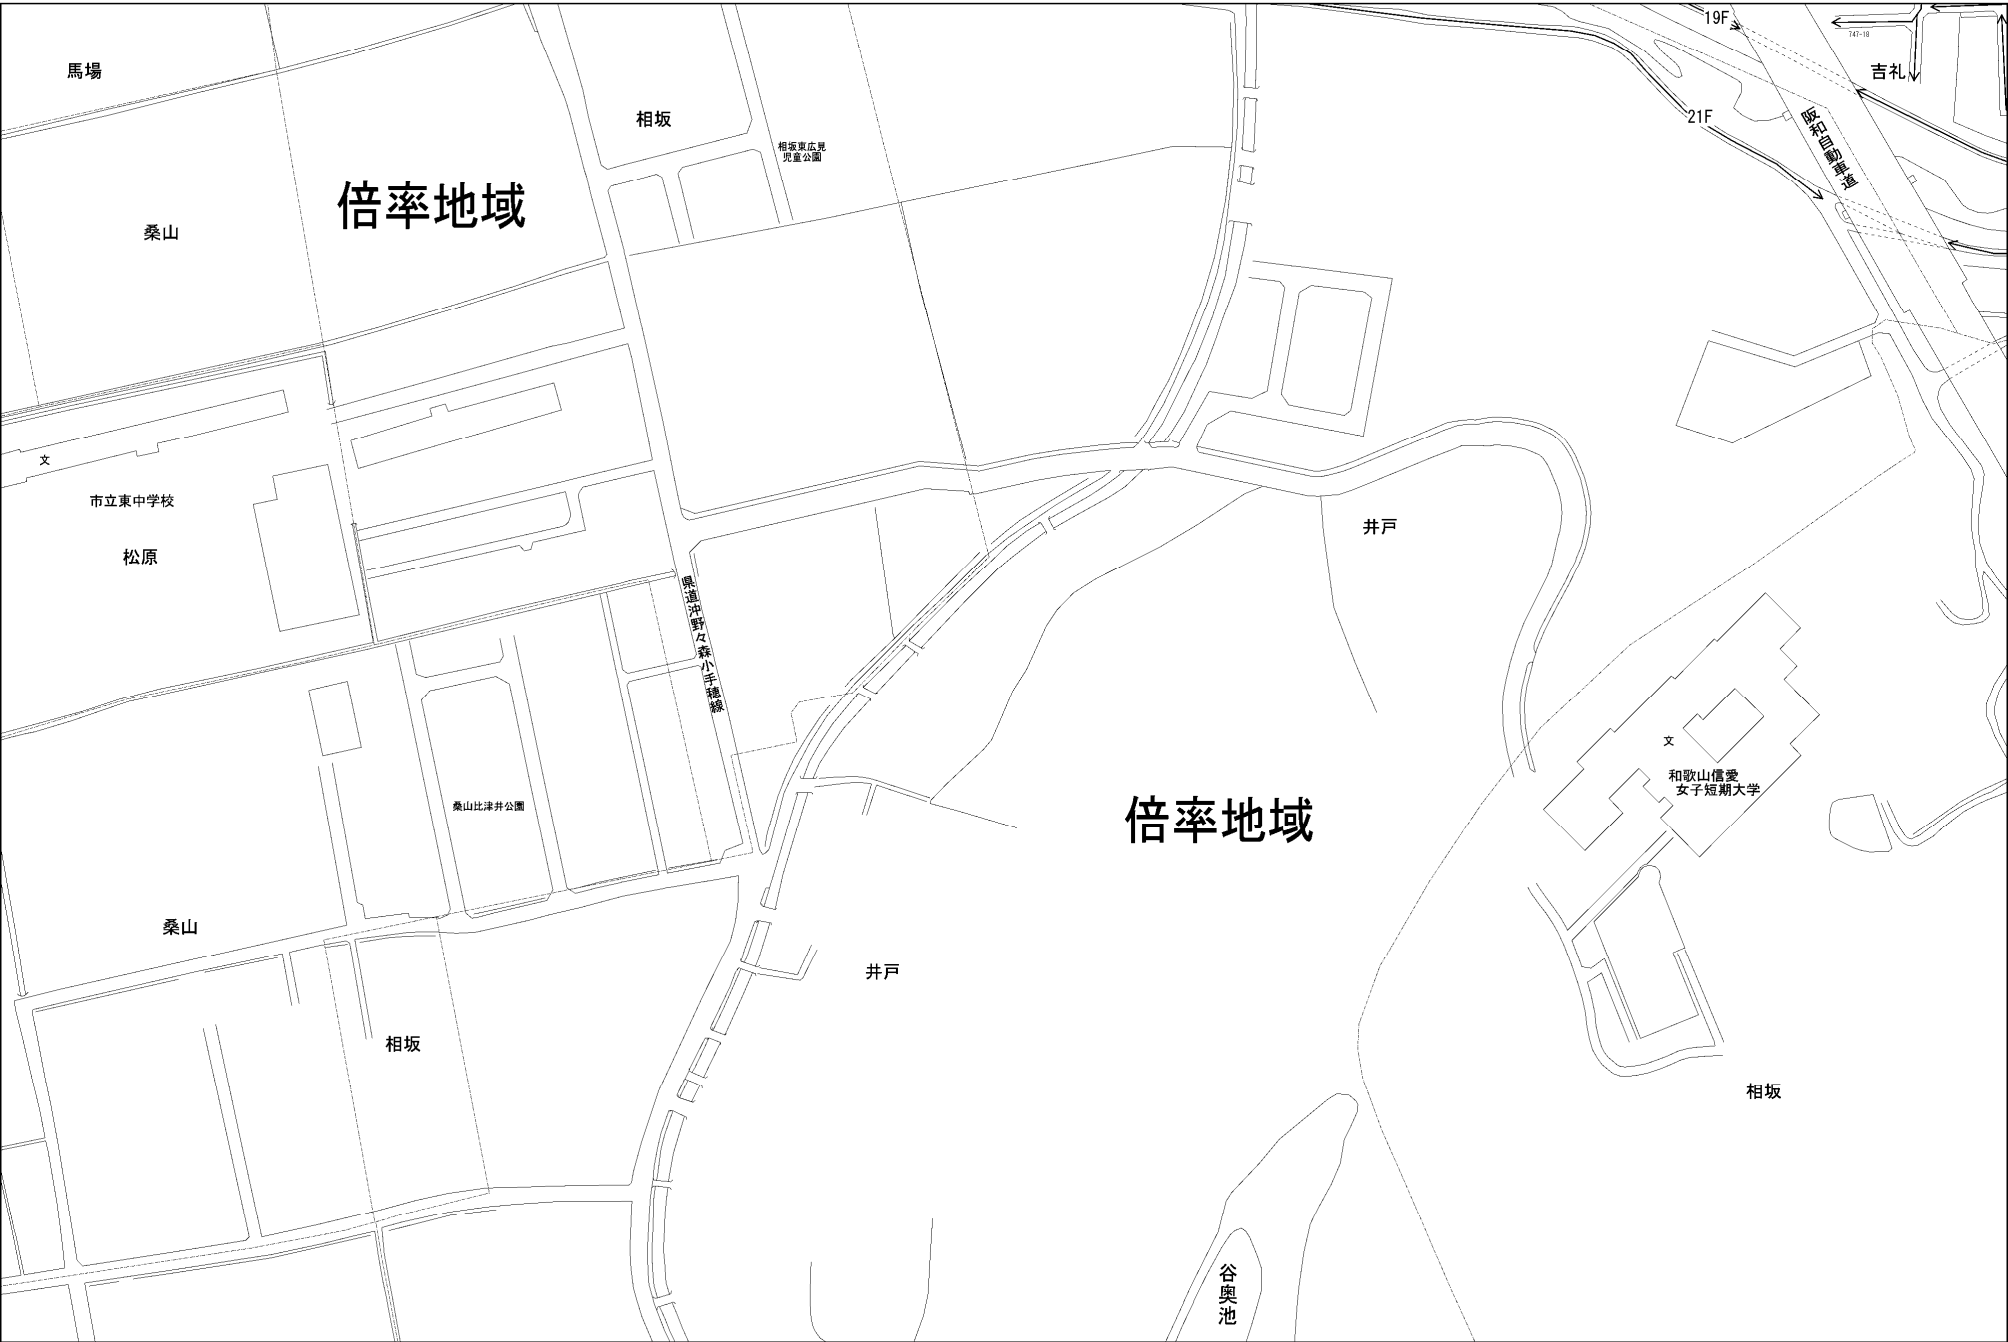 19F
747-18
馬場
吉礼
相坂
21F
阪和自動車道
相坂東広見
児童公園
倍率地域
桑山
文
市立東中学校
井戸
松原
県道沖野々森小手穂線
文
和歌山信愛
女子短期大学
桑山比津井公園
倍率地域
桑山
井戸
相坂
相坂
谷奥池